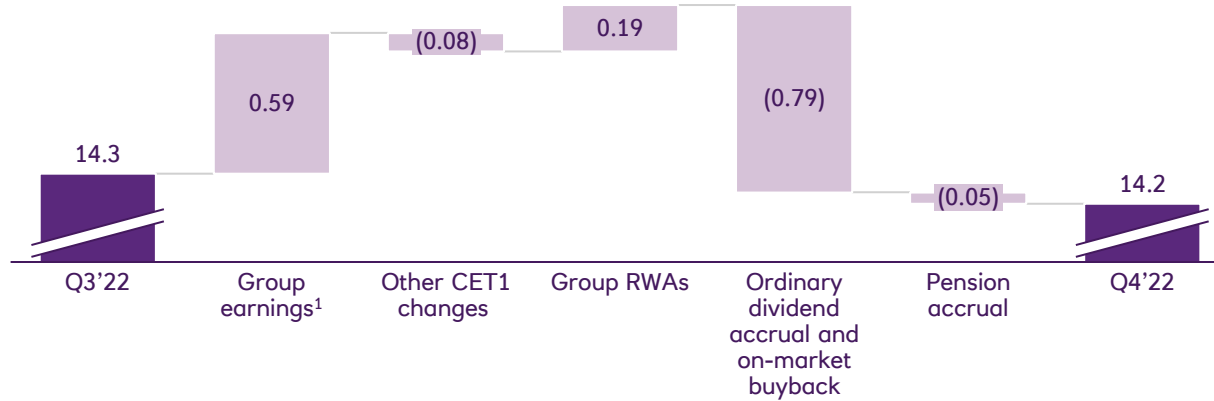 14.3
0.59
(0.08)
0.19
(0.79)
(0.05)
14.2
Q3’22
Group
earnings¹
Other CET1
changes
Group RWAs
Ordinary
dividend
accrual and
on-market
buyback
Pension
accrual
Q4’22